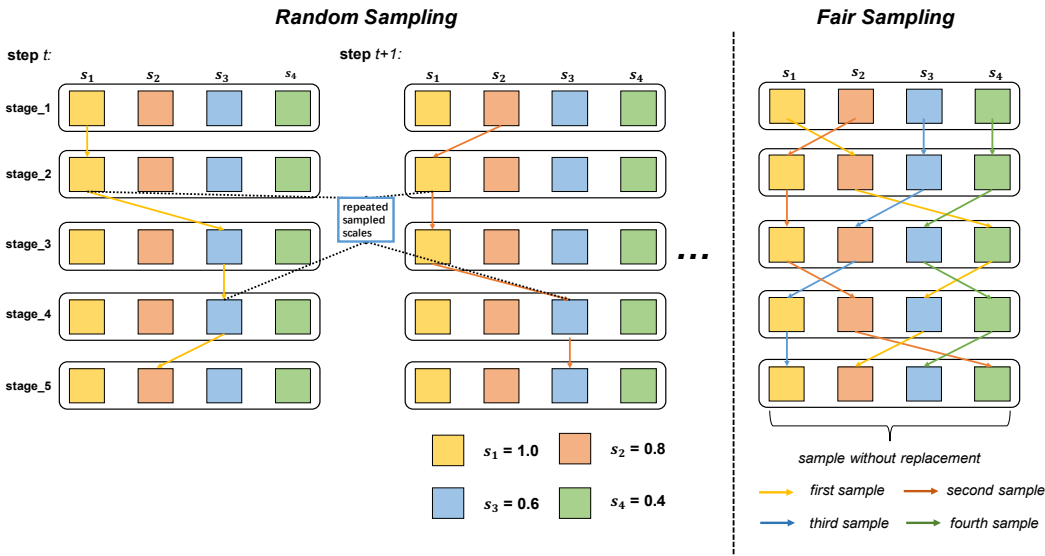 Random Sampling
Fair Sampling
step t:
step t+1:
s₁ s₂ s₃ s₄
s₁ s₂ s₃ s₄
s₁ s₂ s₃ s₄
stage_1
stage_2
stage_3
stage_4
stage_5
repeated
sampled
scales
...
s₁ = 1.0
s₂ = 0.8
s₃ = 0.6
s₄ = 0.4
sample without replacement
first sample
second sample
third sample
fourth sample